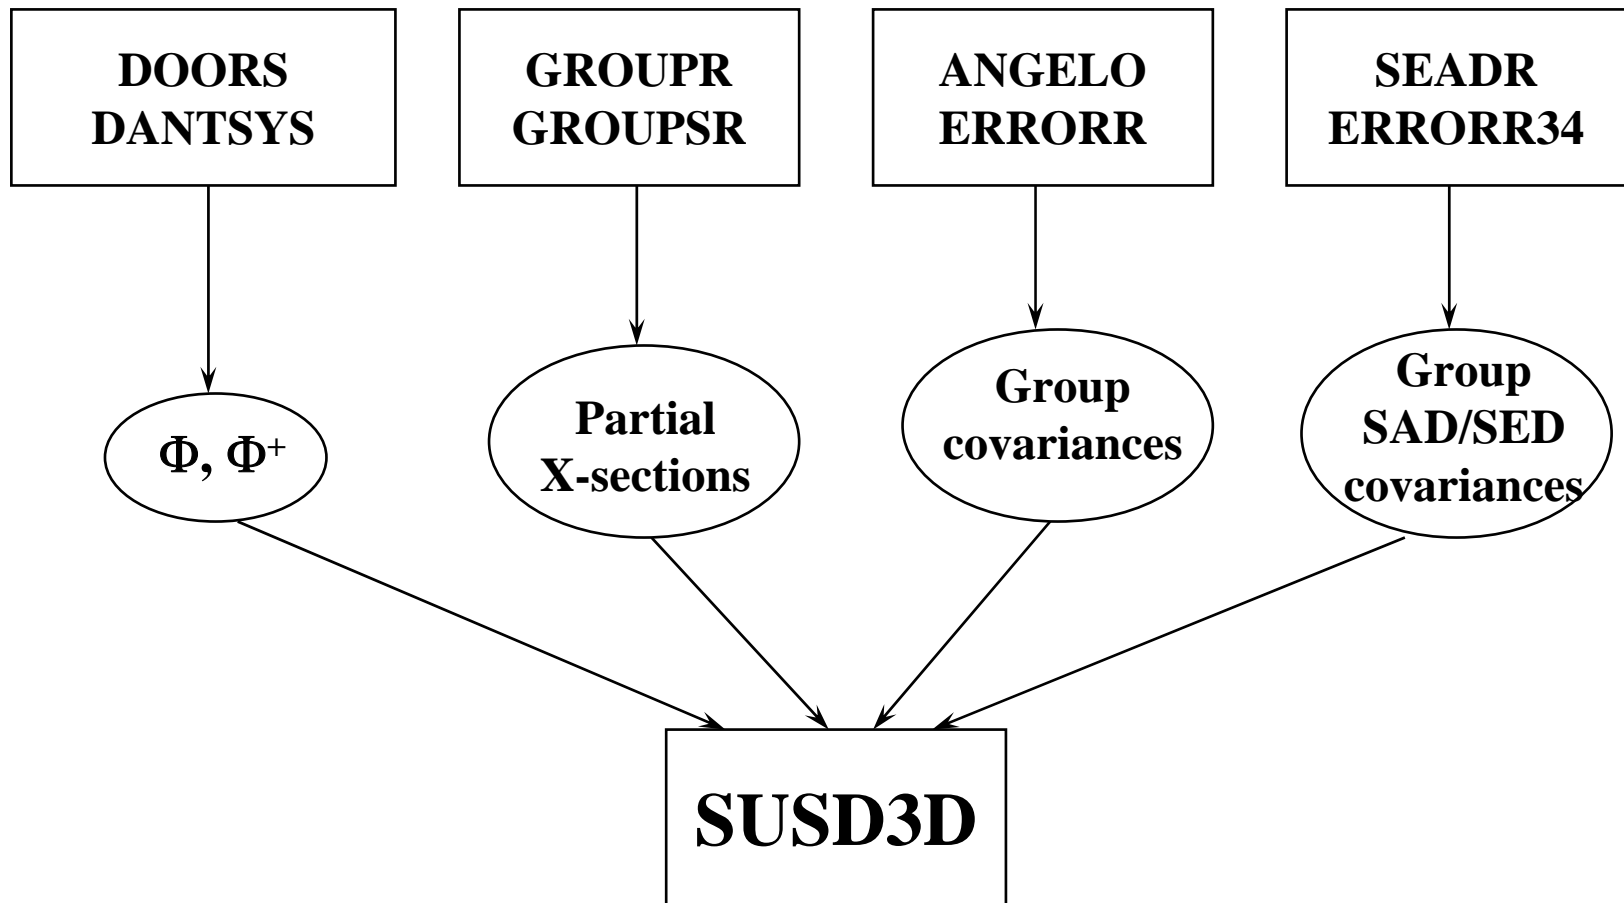 DOORS
DANTSYS
GROUPR
GROUPSR
ANGELO
ERRORR
SEADR
ERRORR34
Φ, Φ⁺
Partial
X-sections
Group
covariances
Group
SAD/SED
covariances
SUSD3D